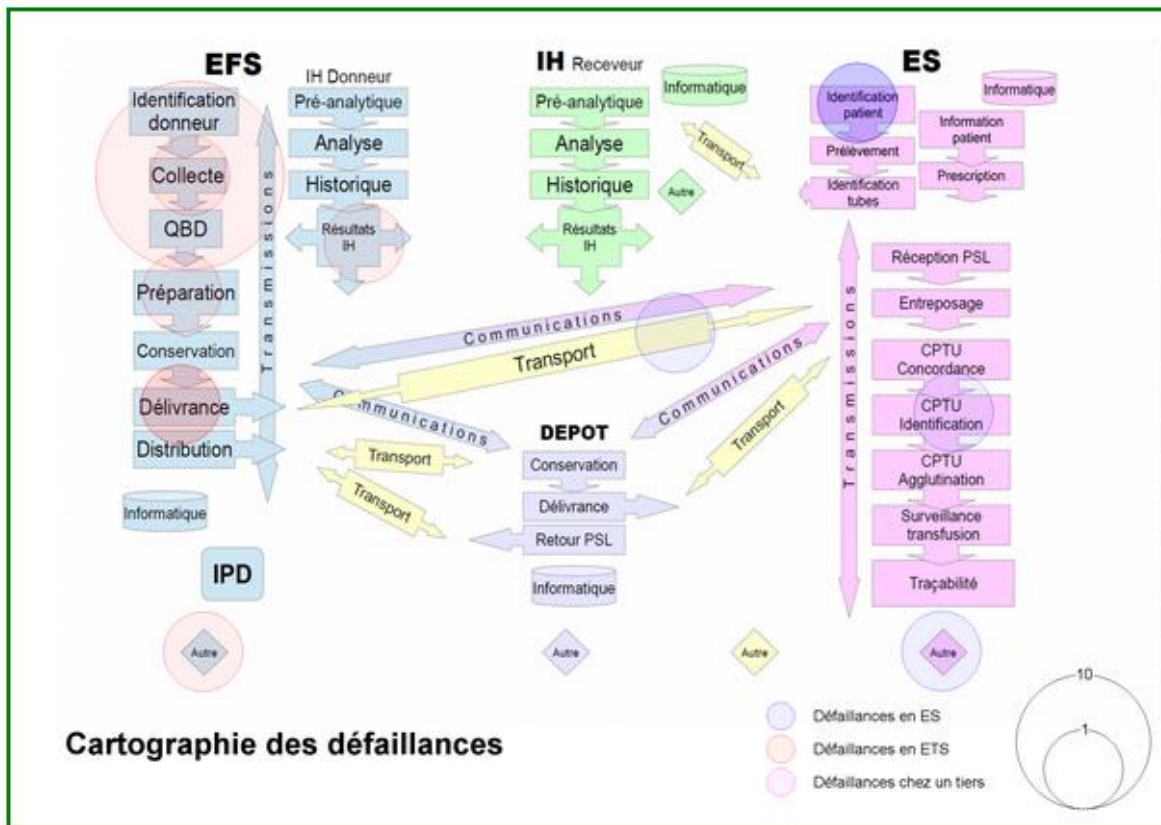 EFS
Identification
donneur
Collecte
QBD
Préparation
Conservation
Délivrance
Distribution
Informatique
IPD
Autre
Transmissions
IH Donneur
Pré-analytique
Analyse
Historique
Résultats
IH
IH Receveur
Pré-analytique
Analyse
Historique
Résultats
IH
Informatique
Transport
Autre
ES
Informatique
Identification
patient
Prélèvement
Identification
tubes
Information
patient
Prescription
Transmissions
Réception PSL
Entreposage
CPTU
Concordance
CPTU
Identification
CPTU
Agglutination
Surveillance
transfusion
Traçabilité
Autre
Communications
Transport
Communications
Communications
Transport
Transport
Transport
DEPOT
Conservation
Délivrance
Retour PSL
Informatique
Autre
Autre
Cartographie des défaillances
Défaillances en ES
Défaillances en ETS
Défaillances chez un tiers
10
1